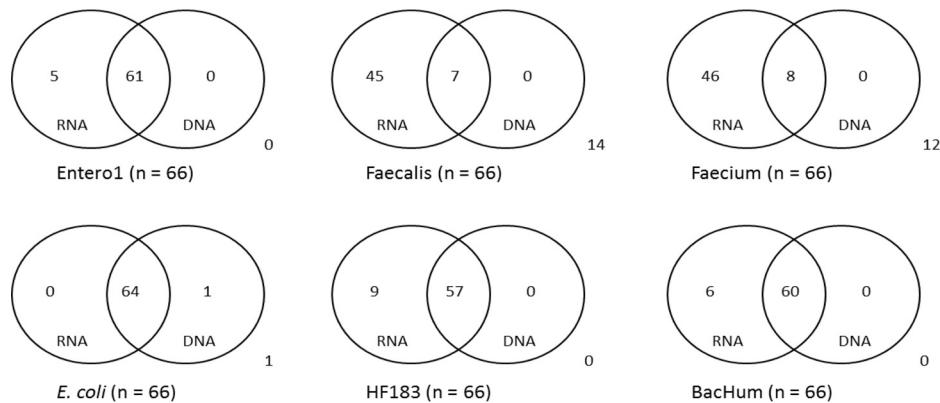 5 61 0
RNA DNA
0
Entero1 (n = 66)
45 7 0
RNA DNA
14
Faecalis (n = 66)
46 8 0
RNA DNA
12
Faecium (n = 66)
0 64 1
RNA DNA
1
E. coli (n = 66)
9 57 0
RNA DNA
0
HF183 (n = 66)
6 60 0
RNA DNA
0
BacHum (n = 66)